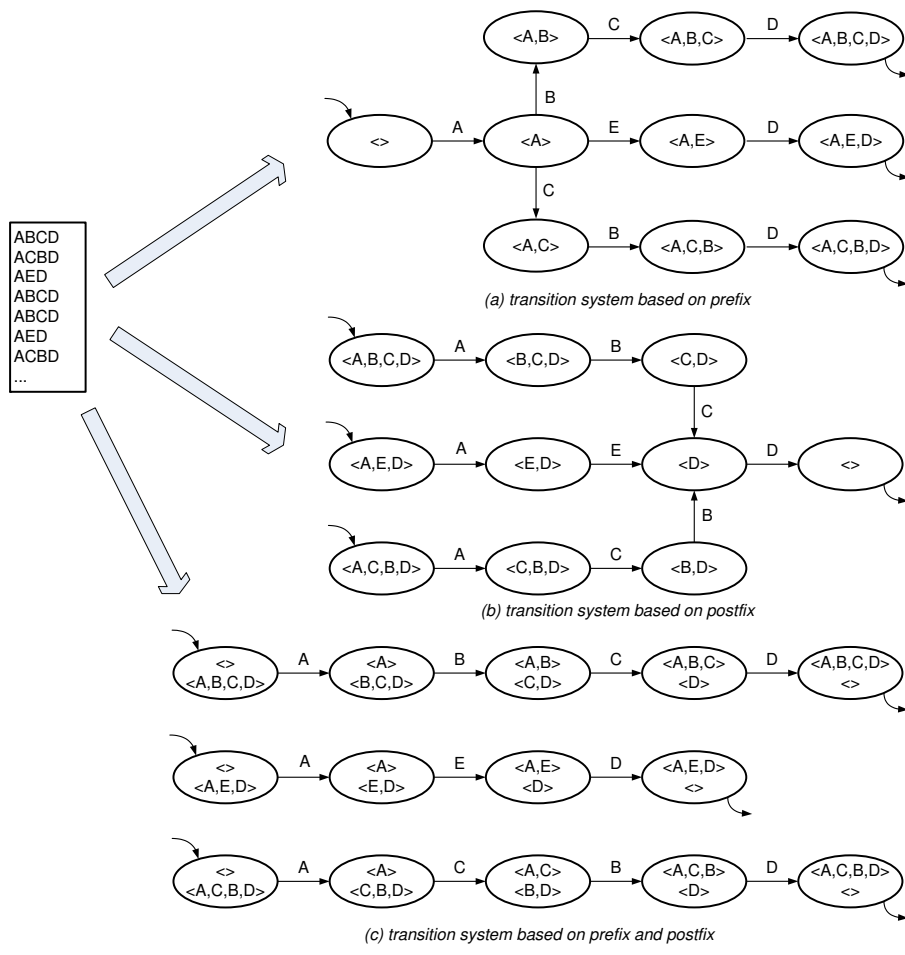 ABCD
ACBD
AED
ABCD
ABCD
AED
ACBD
...
<A,B> C <A,B,C> D <A,B,C,D>
B
<> A <A> E <A,E> D <A,E,D>
C
<A,C> B <A,C,B> D <A,C,B,D>
(a) transition system based on prefix
<A,B,C,D> A <B,C,D> B <C,D>
C
<A,E,D> A <E,D> E <D> D <>
B
<A,C,B,D> A <C,B,D> C <B,D>
(b) transition system based on postfix
<> A <A> B <A,B> C <A,B,C> D <A,B,C,D>
<A,B,C,D> <B,C,D> <C,D> <D> <>
<> A <A> E <A,E> D <A,E,D>
<A,E,D> <E,D> <D> <>
<> A <A> C <A,C> B <A,C,B> D <A,C,B,D>
<A,C,B,D> <C,B,D> <B,D> <D> <>
(c) transition system based on prefix and postfix